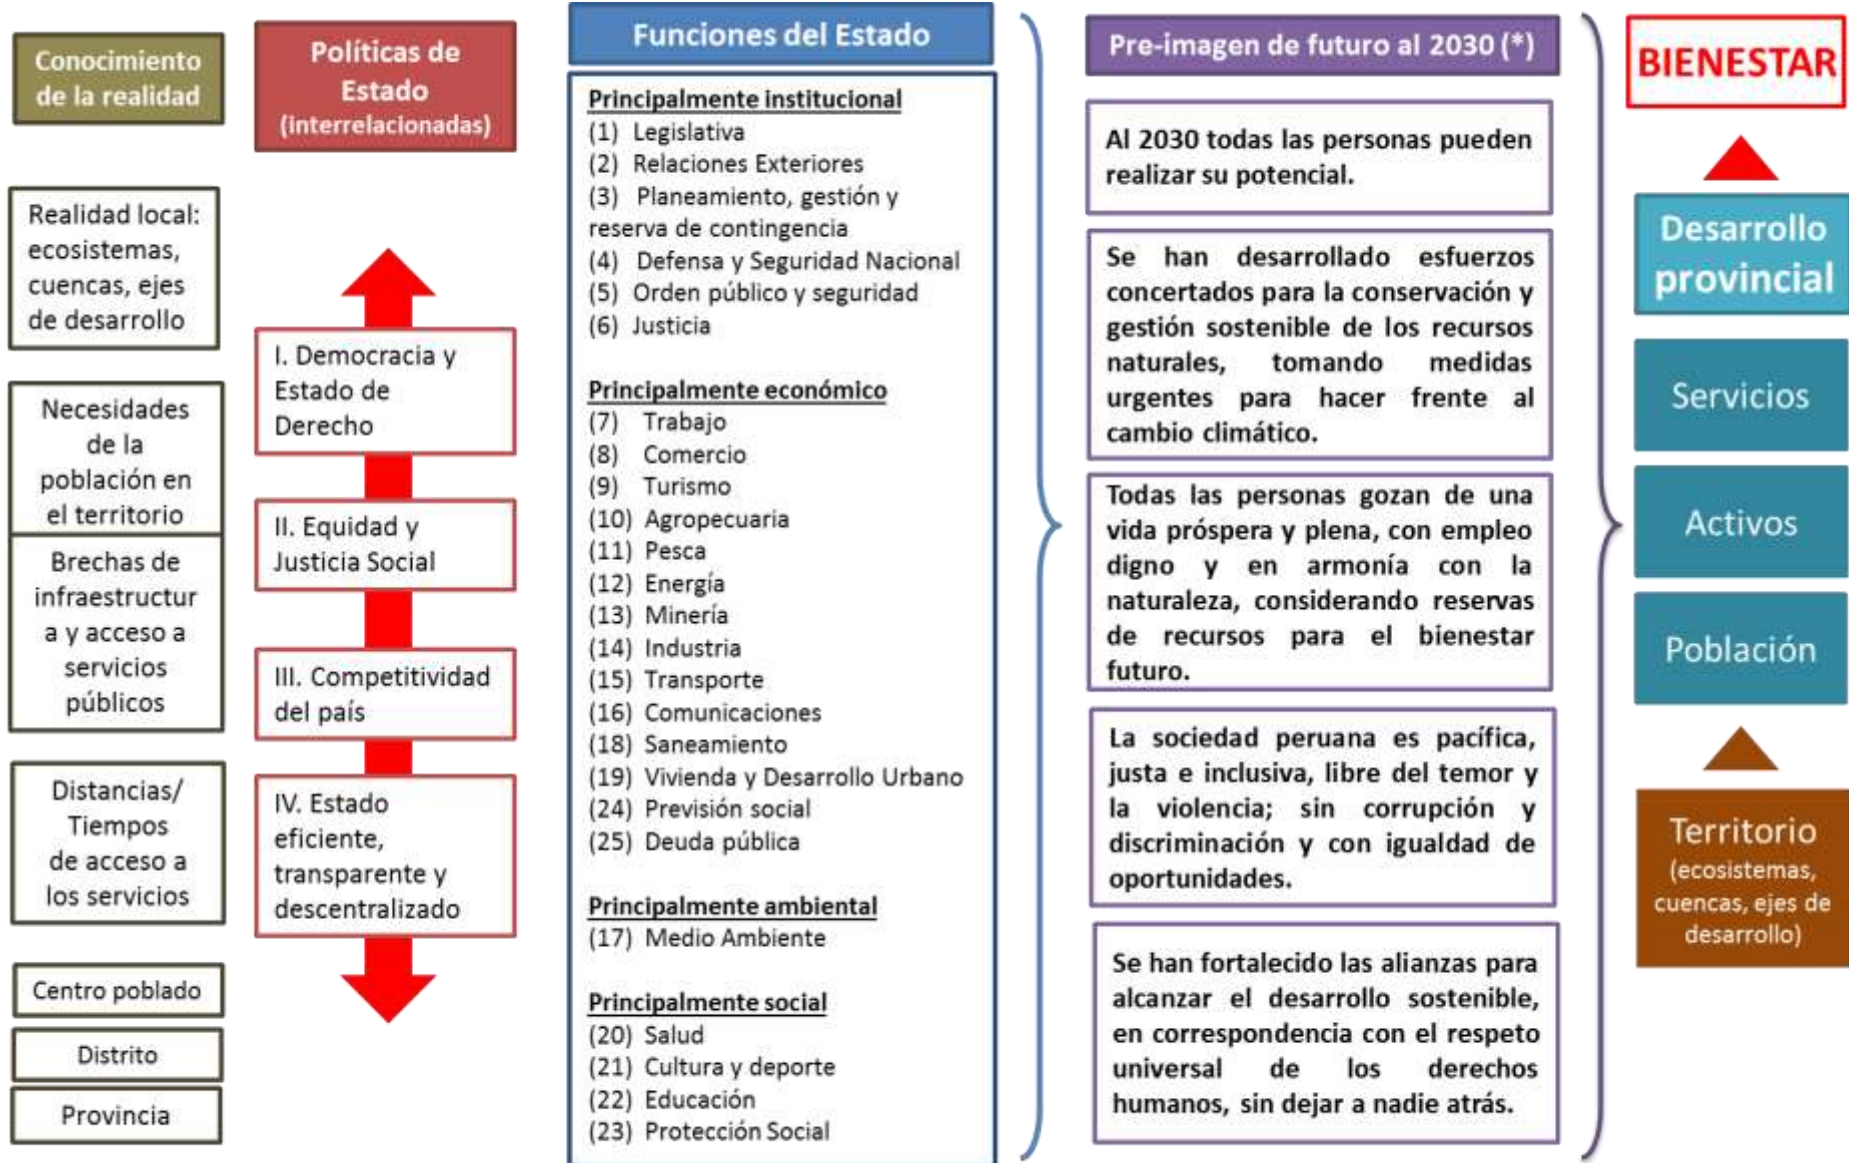 Conocimiento
de la realidad
Realidad local:
ecosistemas,
cuencas, ejes
de desarrollo
Necesidades
de la
población en
el territorio
Brechas de
infraestructur
a y acceso a
servicios
públicos
Distancias/
Tiempos
de acceso a
los servicios
Centro poblado
Distrito
Provincia
Políticas de
Estado
(interrelacionadas)
I. Democracia y
Estado de
Derecho
II. Equidad y
Justicia Social
III. Competitividad
del país
IV. Estado
eficiente,
transparente y
descentralizado
Funciones del Estado
Principalmente institucional
(1) Legislativa
(2) Relaciones Exteriores
(3) Planeamiento, gestión y
reserva de contingencia
(4) Defensa y Seguridad Nacional
(5) Orden público y seguridad
(6) Justicia
Principalmente económico
(7) Trabajo
(8) Comercio
(9) Turismo
(10) Agropecuaria
(11) Pesca
(12) Energía
(13) Minería
(14) Industria
(15) Transporte
(16) Comunicaciones
(18) Saneamiento
(19) Vivienda y Desarrollo Urbano
(24) Previsión social
(25) Deuda pública
Principalmente ambiental
(17) Medio Ambiente
Principalmente social
(20) Salud
(21) Cultura y deporte
(22) Educación
(23) Protección Social
Pre-imagen de futuro al 2030 (*)
Al 2030 todas las personas pueden
realizar su potencial.
Se han desarrollado esfuerzos
concertados para la conservación y
gestión sostenible de los recursos
naturales, tomando medidas
urgentes para hacer frente al
cambio climático.
Todas las personas gozan de una
vida próspera y plena, con empleo
digno y en armonía con la
naturaleza, considerando reservas
de recursos para el bienestar
futuro.
La sociedad peruana es pacífica,
justa e inclusiva, libre del temor y
la violencia; sin corrupción y
discriminación y con igualdad de
oportunidades.
Se han fortalecido las alianzas para
alcanzar el desarrollo sostenible,
en correspondencia con el respeto
universal de los derechos
humanos, sin dejar a nadie atrás.
BIENESTAR
Desarrollo
provincial
Servicios
Activos
Población
Territorio
(ecosistemas,
cuencas, ejes de
desarrollo)